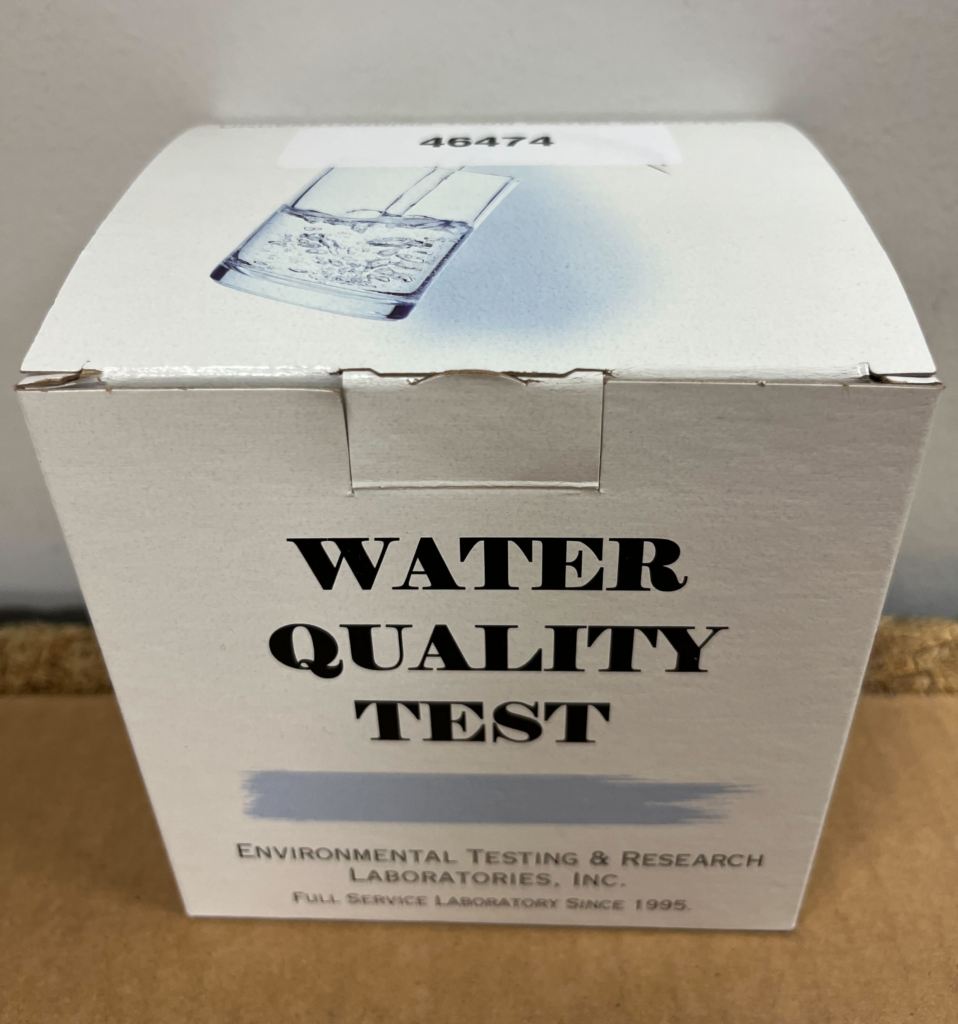 46474
WATER
QUALITY
TEST
ENVIRONMENTAL TESTING & RESEARCH
LABORATORIES, INC.
FULL SERVICE LABORATORY SINCE 1995.